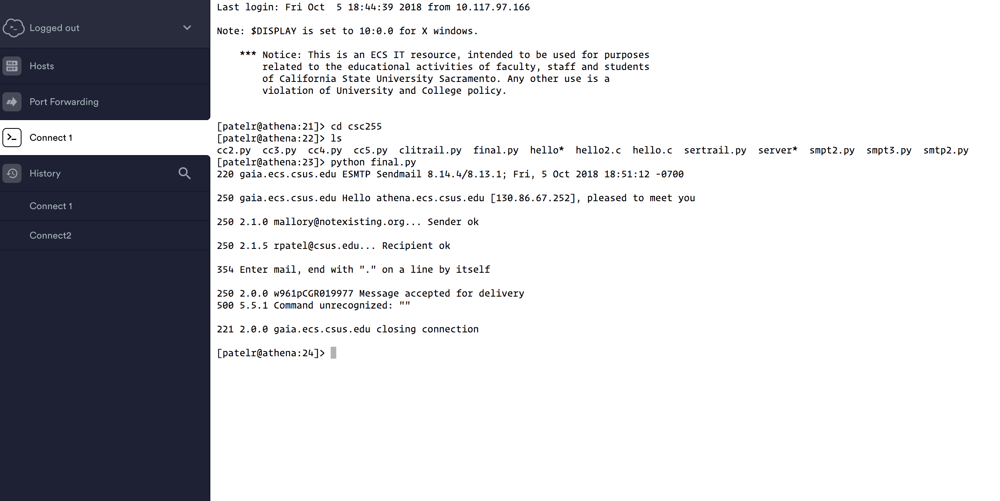 Logged out
Hosts
Port Forwarding
Connect 1
History
Connect 1
Connect2
Last login: Fri Oct  5 18:44:39 2018 from 10.117.97.166
Note: $DISPLAY is set to 10:0.0 for X windows.
*** Notice: This is an ECS IT resource, intended to be used for purposes
related to the educational activities of faculty, staff and students
of California State University Sacramento. Any other use is a
violation of University and College policy.
[patelr@athena:21]> cd csc255
[patelr@athena:22]> ls
cc2.py  cc3.py  cc4.py  cc5.py  clitrail.py  final.py  hello*  hello2.c  hello.c  sertrail.py  server*  smpt2.py  smpt3.py  smtp2.py
[patelr@athena:23]> python final.py
220 gaia.ecs.csus.edu ESMTP Sendmail 8.14.4/8.13.1; Fri, 5 Oct 2018 18:51:12 -0700
250 gaia.ecs.csus.edu Hello athena.ecs.csus.edu [130.86.67.252], pleased to meet you
250 2.1.0 mallory@notexisting.org... Sender ok
250 2.1.5 rpatel@csus.edu... Recipient ok
354 Enter mail, end with "." on a line by itself
250 2.0.0 w961pCGR019977 Message accepted for delivery
500 5.5.1 Command unrecognized: ""
221 2.0.0 gaia.ecs.csus.edu closing connection
[patelr@athena:24]>